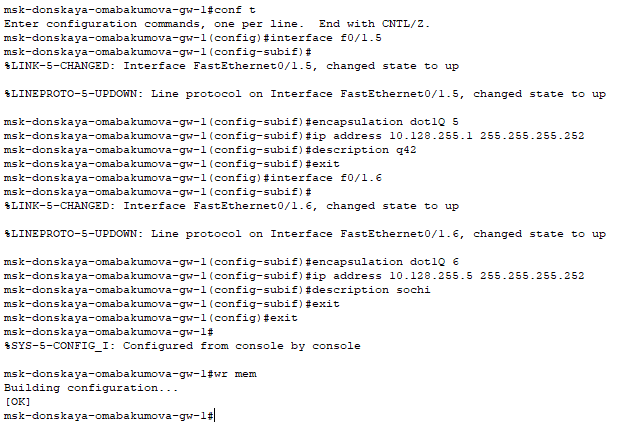 msk-donskaya-omabakumova-gw-1#conf t
Enter configuration commands, one per line.  End with CNTL/Z.
msk-donskaya-omabakumova-gw-1(config)#interface f0/1.5
msk-donskaya-omabakumova-gw-1(config-subif)#
%LINK-5-CHANGED: Interface FastEthernet0/1.5, changed state to up
%LINEPROTO-5-UPDOWN: Line protocol on Interface FastEthernet0/1.5, changed state to up
msk-donskaya-omabakumova-gw-1(config-subif)#encapsulation dot1Q 5
msk-donskaya-omabakumova-gw-1(config-subif)#ip address 10.128.255.1 255.255.255.252
msk-donskaya-omabakumova-gw-1(config-subif)#description q42
msk-donskaya-omabakumova-gw-1(config-subif)#exit
msk-donskaya-omabakumova-gw-1(config)#interface f0/1.6
msk-donskaya-omabakumova-gw-1(config-subif)#
%LINK-5-CHANGED: Interface FastEthernet0/1.6, changed state to up
%LINEPROTO-5-UPDOWN: Line protocol on Interface FastEthernet0/1.6, changed state to up
msk-donskaya-omabakumova-gw-1(config-subif)#encapsulation dot1Q 6
msk-donskaya-omabakumova-gw-1(config-subif)#ip address 10.128.255.5 255.255.255.252
msk-donskaya-omabakumova-gw-1(config-subif)#description sochi
msk-donskaya-omabakumova-gw-1(config-subif)#exit
msk-donskaya-omabakumova-gw-1(config)#exit
msk-donskaya-omabakumova-gw-1#
%SYS-5-CONFIG_I: Configured from console by console
msk-donskaya-omabakumova-gw-1#wr mem
Building configuration...
[OK]
msk-donskaya-omabakumova-gw-1#